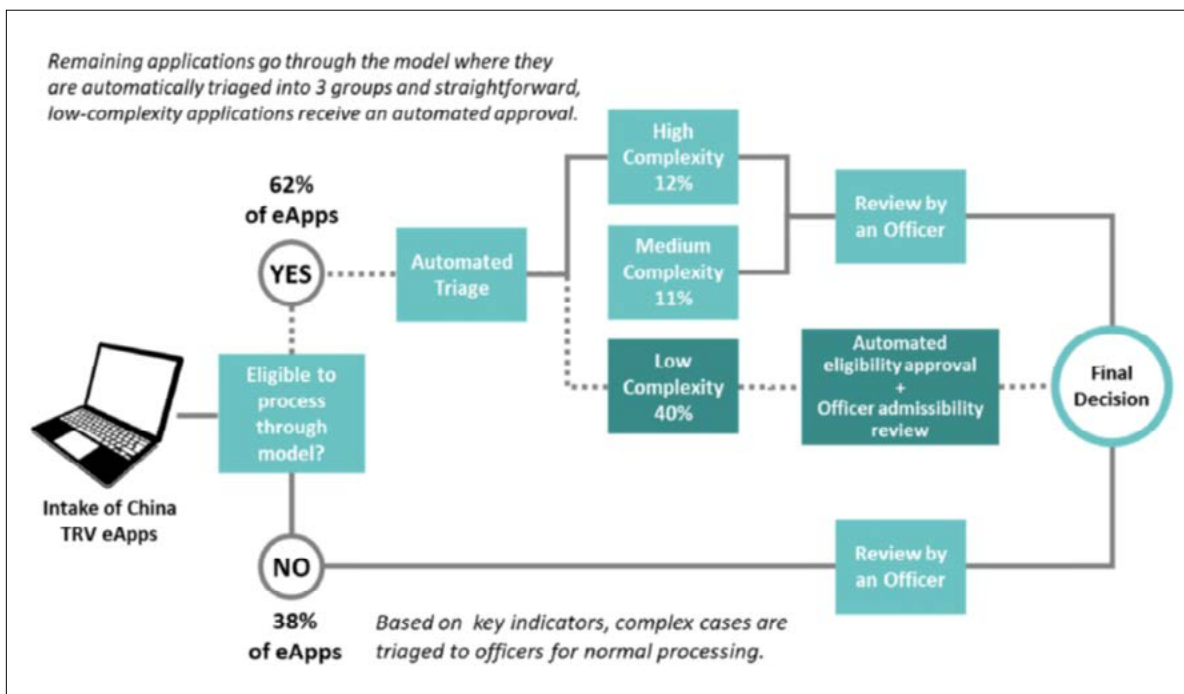 Remaining applications go through the model where they
are automatically triaged into 3 groups and straightforward,
low-complexity applications receive an automated approval.
62%
of eApps
YES
Automated
Triage
High
Complexity
12%
Medium
Complexity
11%
Low
Complexity
40%
Review by
an Officer
Automated
eligibility approval
+
Officer admissibility
review
Final
Decision
Eligible to
process
through
model?
Intake of China
TRV eApps
NO
38%
of eApps
Based on key indicators, complex cases are
triaged to officers for normal processing.
Review by
an Officer